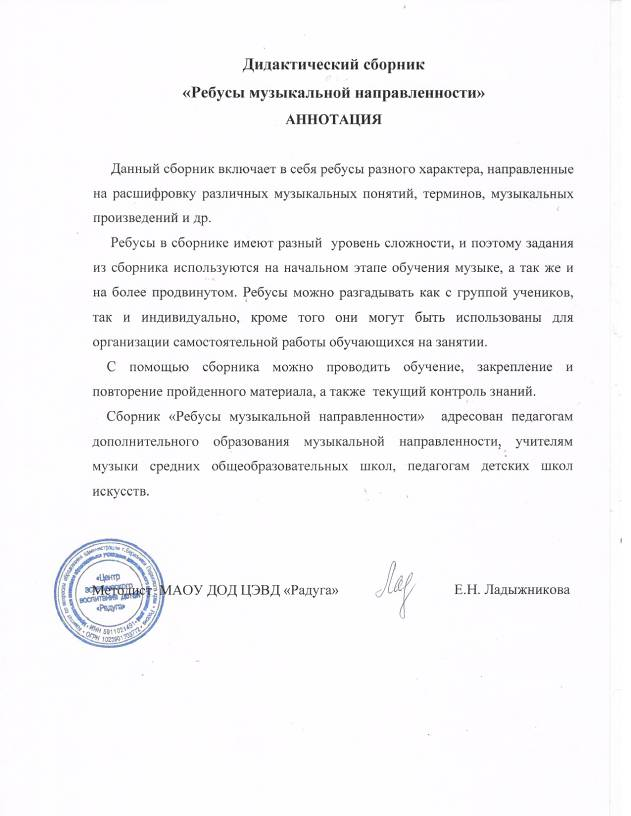 Дидактический сборник
«Ребусы музыкальной направленности»
АННОТАЦИЯ
Данный сборник включает в себя ребусы разного характера, направленные
на расшифровку различных музыкальных понятий, терминов, музыкальных
произведений и др.
Ребусы в сборнике имеют разный уровень сложности, и поэтому задания
из сборника используются на начальном этапе обучения музыке, а так же и
на более продвинутом. Ребусы можно разгадывать как с группой учеников,
так и индивидуально, кроме того они могут быть использованы для
организации самостоятельной работы обучающихся на занятии.
С помощью сборника можно проводить обучение, закрепление и
повторение пройденного материала, а также текущий контроль знаний.
Сборник «Ребусы музыкальной направленности» адресован педагогам
дополнительного образования музыкальной направленности, учителям
музыки средних общеобразовательных школ, педагогам детских школ
искусств.
«Центр
эстетического
воспитания детей
«Радуга»
Методист МАОУ ДОД ЦЭВД «Радуга» Е.Н. Ладыжникова